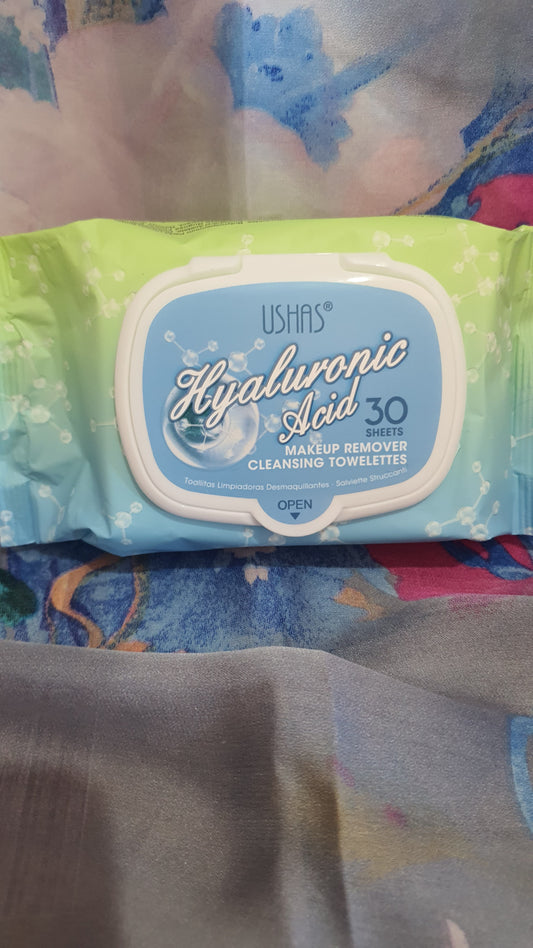 USHAS®
Hyaluronic
Acid
30
SHEETS
MAKEUP REMOVER
CLEANSING TOWELETTES
Toallitas Limpiadoras Desmaquillantes · Salviette Struccanti
OPEN